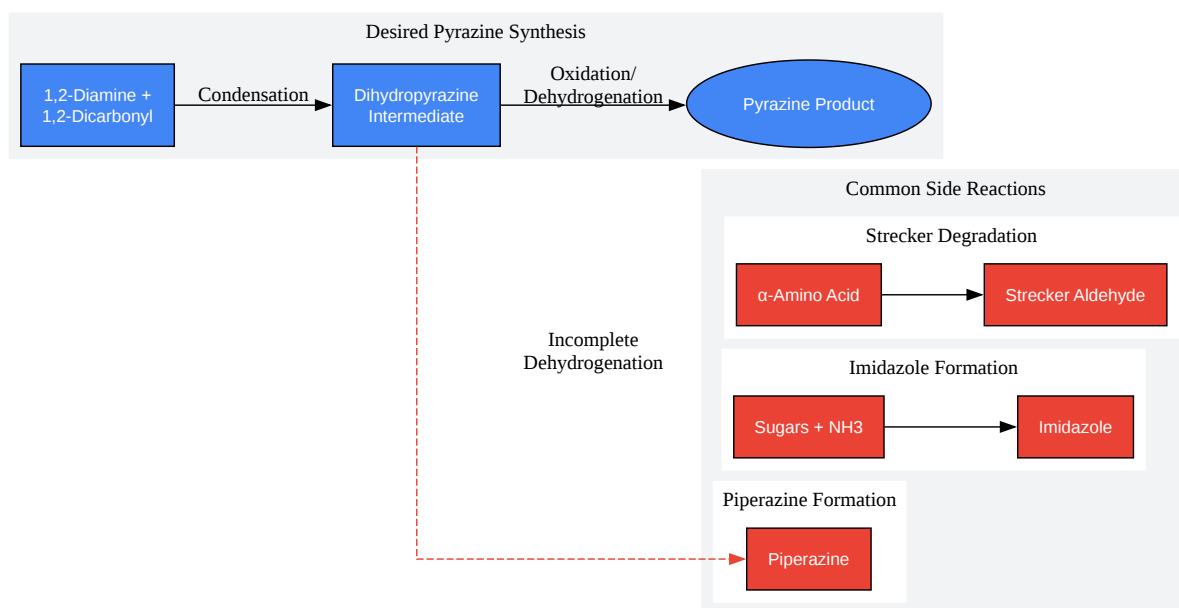 Desired Pyrazine Synthesis
1,2-Diamine +
1,2-Dicarbonyl
Condensation
Dihydropyrazine
Intermediate
Oxidation/
Dehydrogenation
Pyrazine Product
Common Side Reactions
Strecker Degradation
α-Amino Acid
Strecker Aldehyde
Incomplete
Dehydrogenation
Imidazole Formation
Sugars + NH3
Imidazole
Piperazine Formation
Piperazine